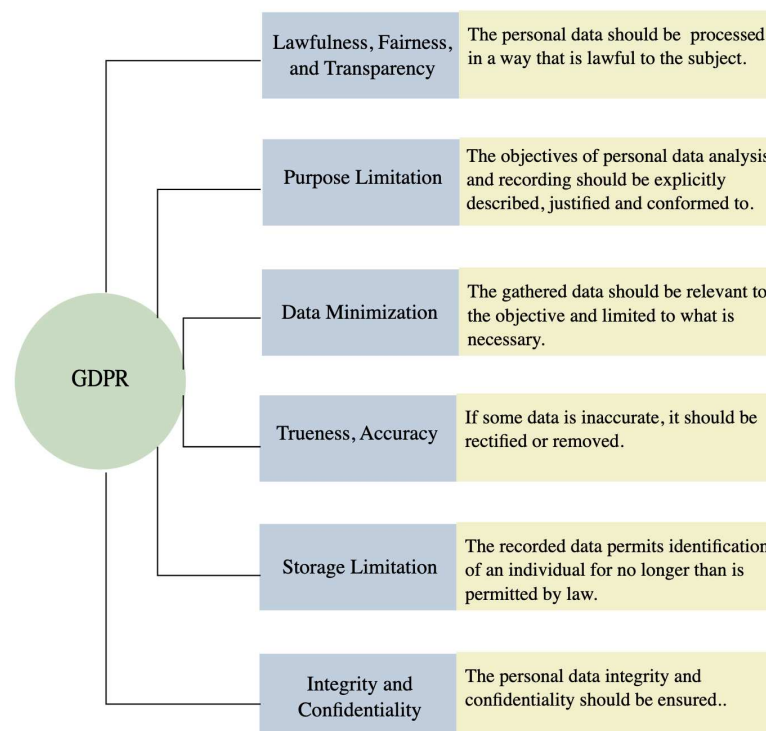 Lawfulness, Fairness,
and Transparency
The personal data should be processed
in a way that is lawful to the subject.
Purpose Limitation
The objectives of personal data analysis
and recording should be explicitly
described, justified and conformed to.
Data Minimization
The gathered data should be relevant to
the objective and limited to what is
necessary.
GDPR
Trueness, Accuracy
If some data is inaccurate, it should be
rectified or removed.
Storage Limitation
The recorded data permits identification
of an individual for no longer than is
permitted by law.
Integrity and
Confidentiality
The personal data integrity and
confidentiality should be ensured..